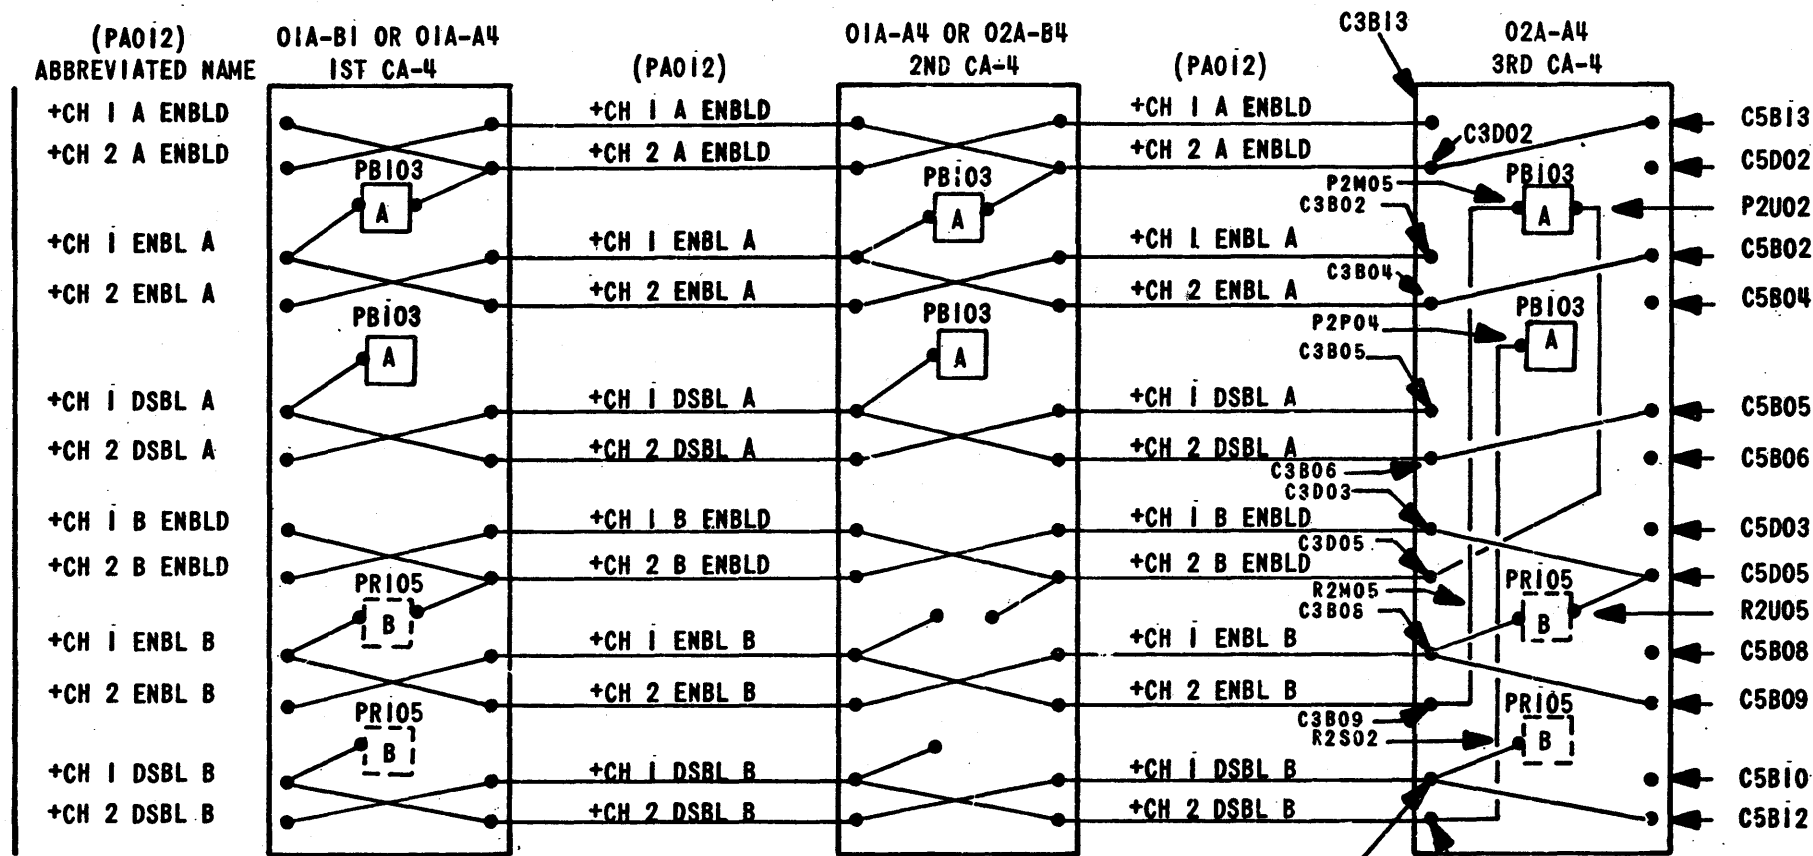 (PA012)
ABBREVIATED NAME
01A-B1 OR 01A-A4
1ST CA-4
(PA012)
01A-A4 OR 02A-B4
2ND CA-4
(PA012)
C3B13
02A-A4
3RD CA-4
+CH 1 A ENBLD
+CH 1 A ENBLD
+CH 1 A ENBLD
C5B13
+CH 2 A ENBLD
+CH 2 A ENBLD
+CH 2 A ENBLD
C3D02
C5D02
PB103
A
PB103
A
P2M05
C3B02
PB103
A
P2U02
+CH 1 ENBL A
+CH 1 ENBL A
+CH 1 ENBL A
C5B02
+CH 2 ENBL A
+CH 2 ENBL A
+CH 2 ENBL A
C3B04
C5B04
PB103
A
PB103
A
P2P04
C3B05
PB103
A
+CH 1 DSBL A
+CH 1 DSBL A
+CH 1 DSBL A
C5B05
+CH 2 DSBL A
+CH 2 DSBL A
+CH 2 DSBL A
C5B06
C3B06
C3D03
+CH 1 B ENBLD
+CH 1 B ENBLD
+CH 1 B ENBLD
C5D03
+CH 2 B ENBLD
+CH 2 B ENBLD
+CH 2 B ENBLD
C3D05
C5D05
PR105
B
R2M05
C3B08
PR105
B
R2U05
+CH 1 ENBL B
+CH 1 ENBL B
+CH 1 ENBL B
C5B08
+CH 2 ENBL B
+CH 2 ENBL B
+CH 2 ENBL B
C5B09
PR105
B
C3B09
R2S02
PR105
B
+CH 1 DSBL B
+CH 1 DSBL B
+CH 1 DSBL B
C5B10
+CH 2 DSBL B
+CH 2 DSBL B
+CH 2 DSBL B
C5B12